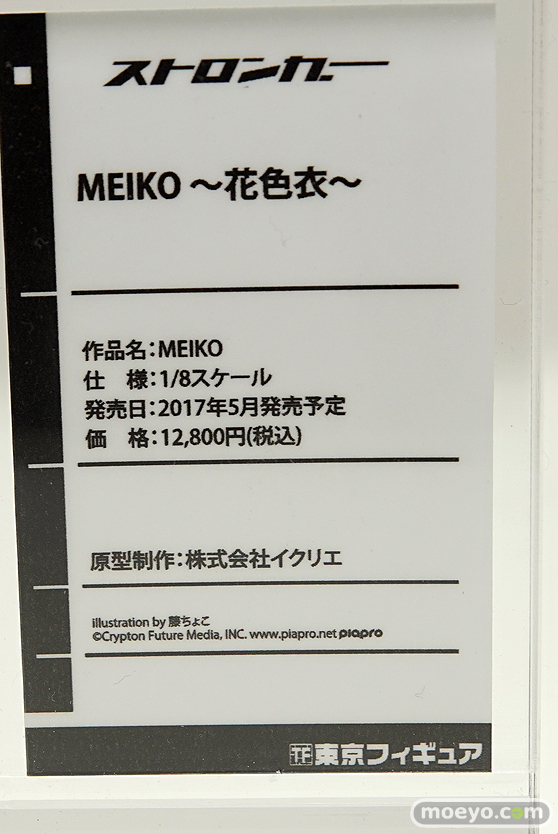 ストロンガー
MEIKO ～花色衣～
作品名：MEIKO
仕　様：1/8スケール
発売日：2017年5月発売予定
価　格：12,800円(税込)
原型制作：株式会社イクリエ
illustration by 藤ちょこ
©Crypton Future Media, INC. www.piapro.net piapro
TF 東京フィギュア
moeyo.com